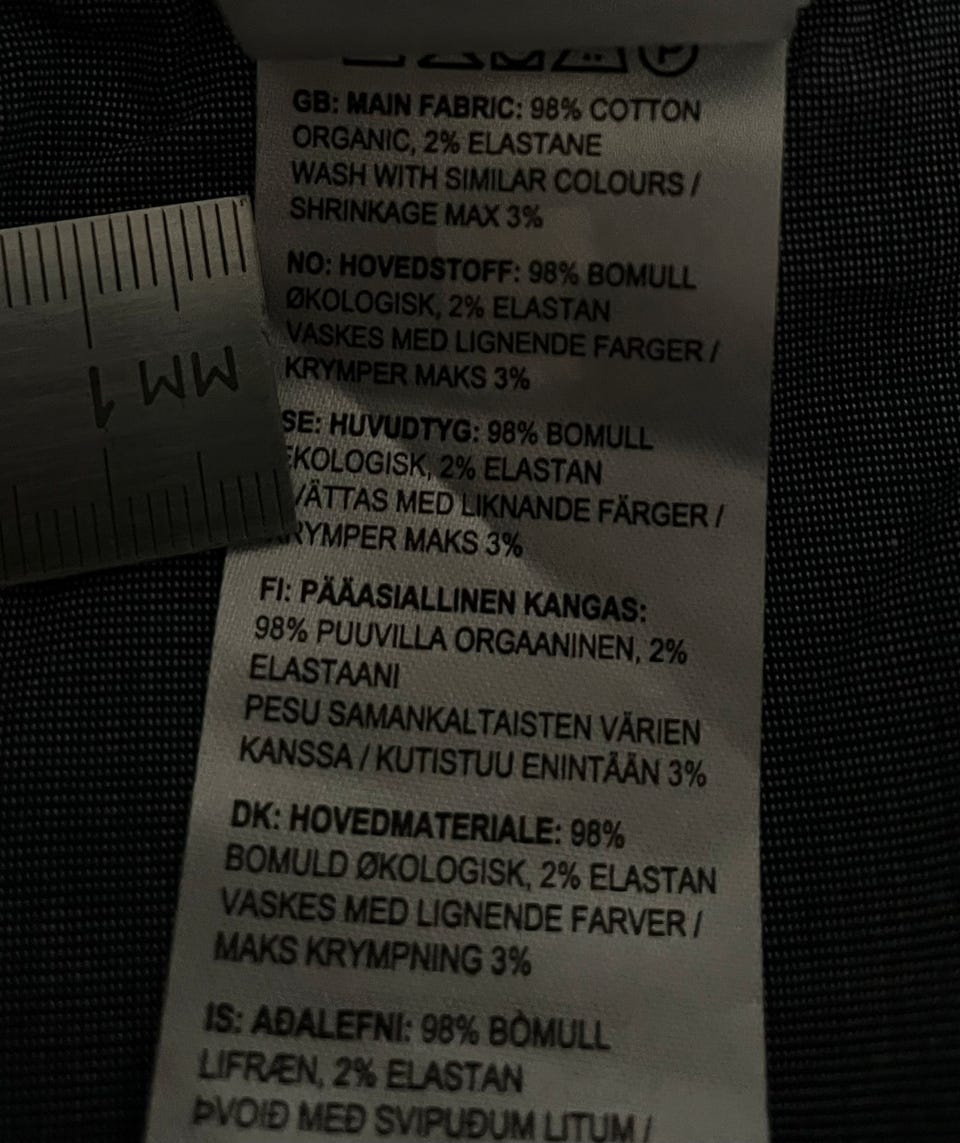 GB: MAIN FABRIC: 98% COTTON
ORGANIC, 2% ELASTANE
WASH WITH SIMILAR COLOURS /
SHRINKAGE MAX 3%
NO: HOVEDSTOFF: 98% BOMULL
ØKOLOGISK, 2% ELASTAN
VASKES MED LIGNENDE FARGER /
KRYMPER MAKS 3%
SE: HUVUDTYG: 98% BOMULL
EKOLOGISK, 2% ELASTAN
VÄTTAS MED LIKNANDE FÄRGER /
KRYMPER MAKS 3%
FI: PÄÄASIALLINEN KANGAS:
98% PUUVILLA ORGAANINEN, 2%
ELASTAANI
PESU SAMANKALTAISTEN VÄRIEN
KANSSA / KUTISTUU ENINTÄÄN 3%
DK: HOVEDMATERIALE: 98%
BOMULD ØKOLOGISK, 2% ELASTAN
VASKES MED LIGNENDE FARVER /
MAKS KRYMPNING 3%
IS: AÐALEFNI: 98% BÒMULL
LIFRÆN, 2% ELASTAN
ÞVOIÐ MEÐ SVIPUÐUM LITUM /
MM 1
P